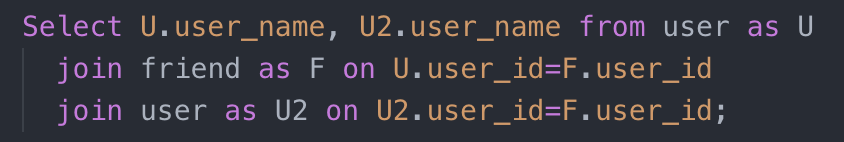 Select U.user_name, U2.user_name from user as U
join friend as F on U.user_id=F.user_id
join user as U2 on U2.user_id=F.user_id;